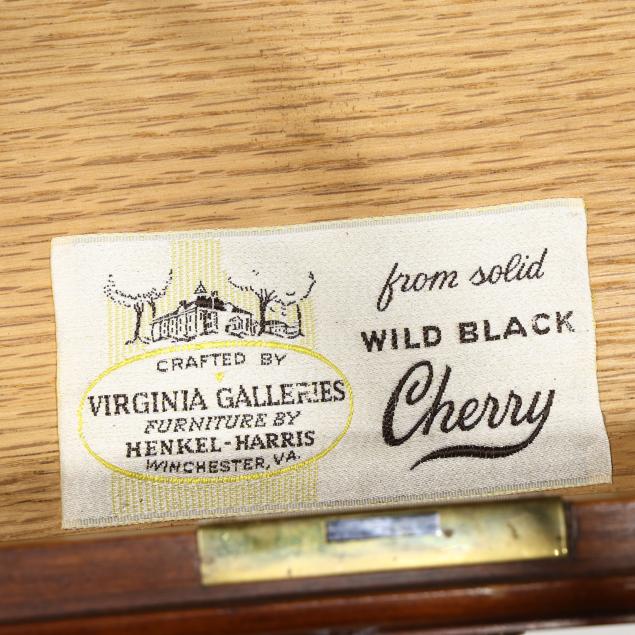 CRAFTED BY
VIRGINIA GALLERIES
FURNITURE BY
HENKEL-HARRIS
WINCHESTER, VA.
from solid
WILD BLACK
Cherry